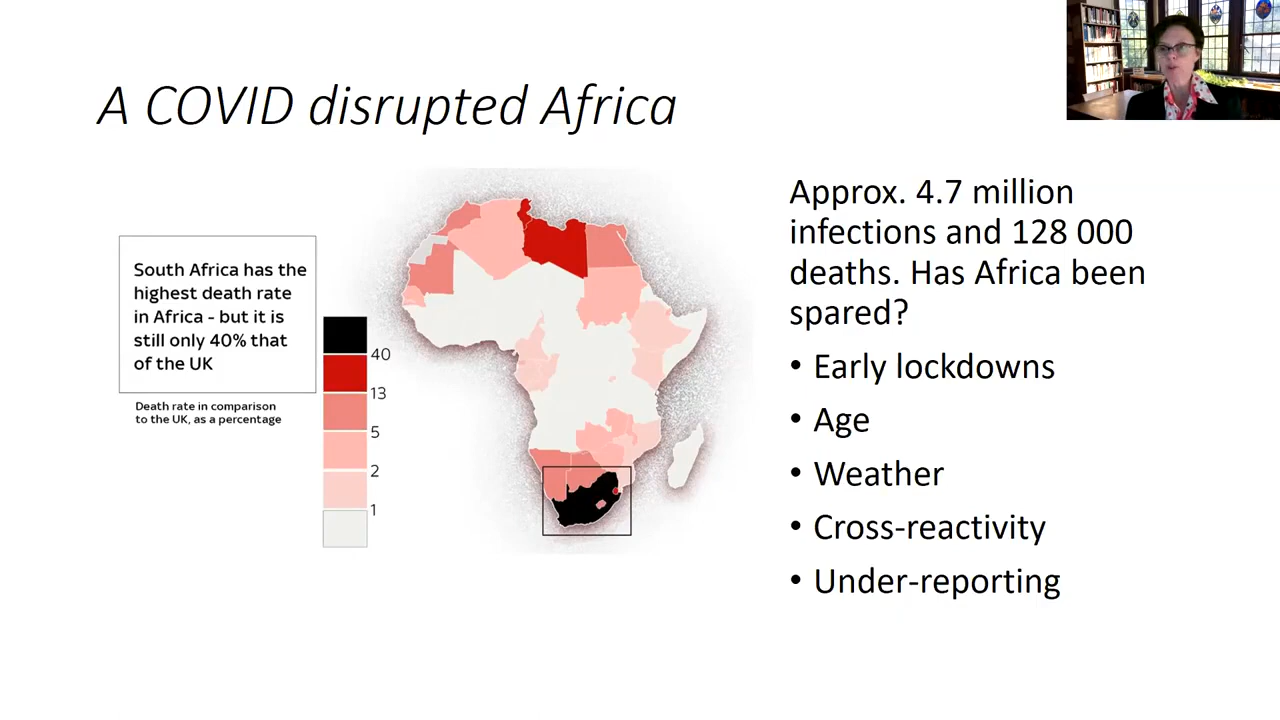 A COVID disrupted Africa
South Africa has the
highest death rate
in Africa - but it is
still only 40% that
of the UK
Death rate in comparison
to the UK, as a percentage
40
13
5
2
1
Approx. 4.7 million
infections and 128 000
deaths. Has Africa been
spared?
• Early lockdowns
• Age
• Weather
• Cross-reactivity
• Under-reporting